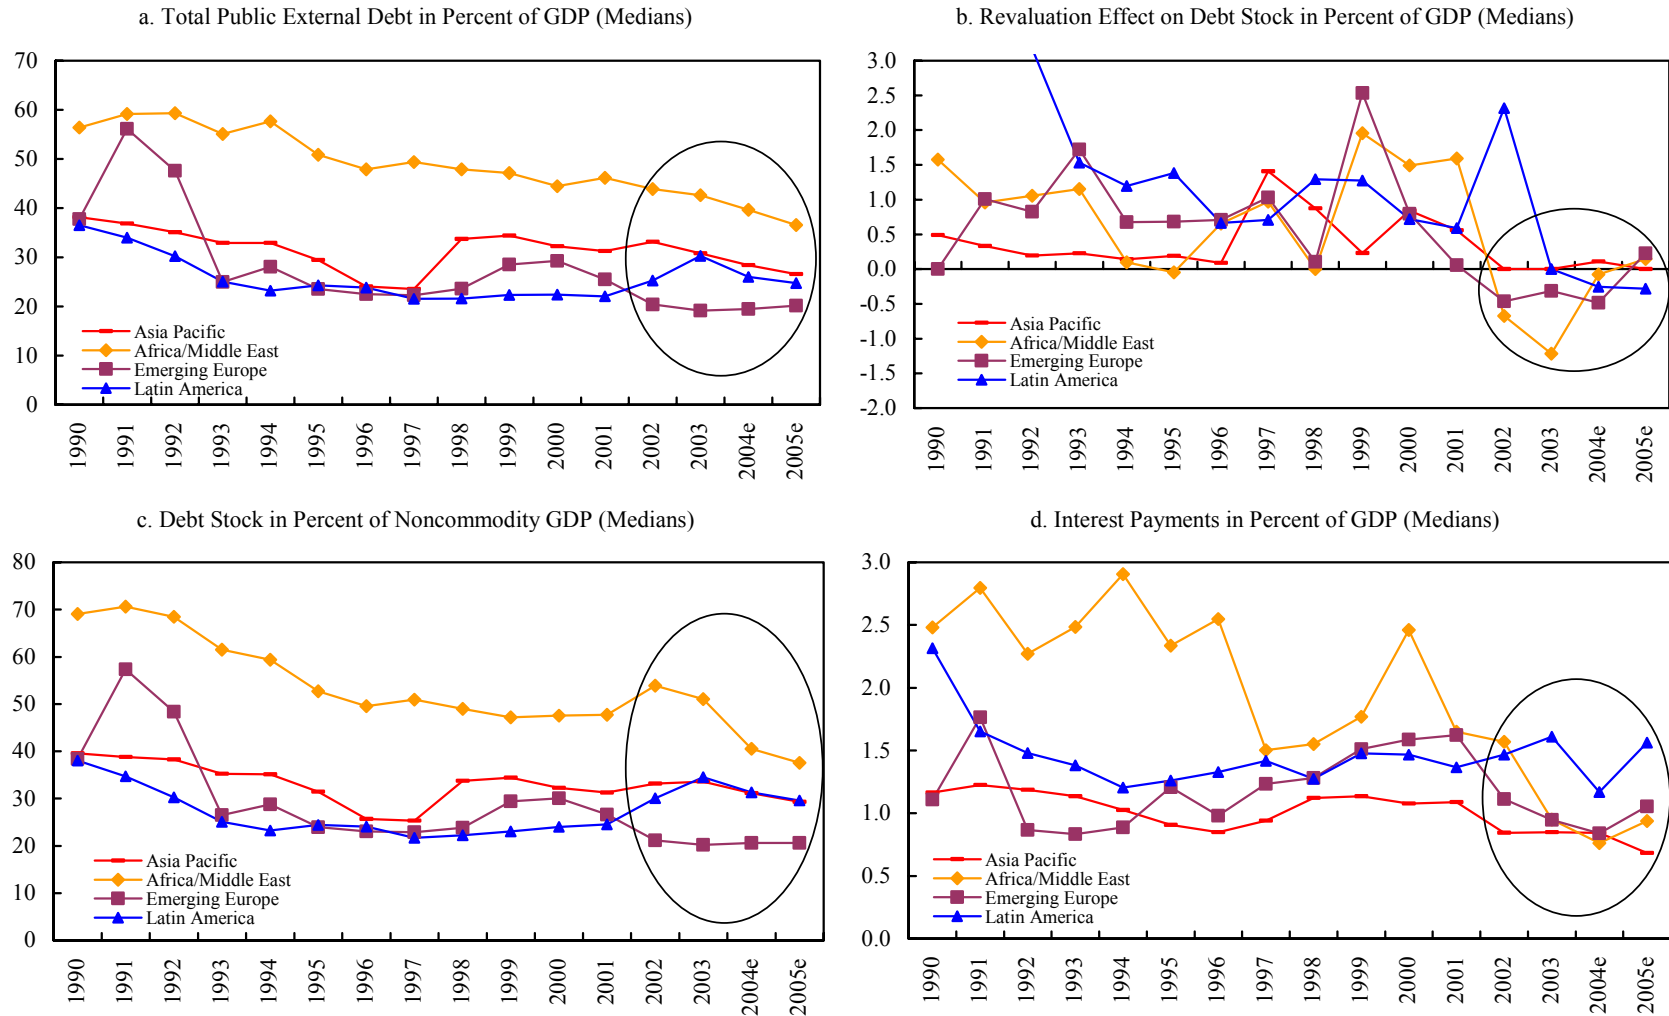 a. Total Public External Debt in Percent of GDP (Medians)
70
60
50
40
30
20
10
0
Asia Pacific
Africa/Middle East
Emerging Europe
Latin America
1990 1991 1992 1993 1994 1995 1996 1997 1998 1999 2000 2001 2002 2003 2004e 2005e
b. Revaluation Effect on Debt Stock in Percent of GDP (Medians)
3.0
2.5
2.0
1.5
1.0
0.5
0.0
-0.5
-1.0
-1.5
-2.0
Asia Pacific
Africa/Middle East
Emerging Europe
Latin America
1990 1991 1992 1993 1994 1995 1996 1997 1998 1999 2000 2001 2002 2003 2004e 2005e
c. Debt Stock in Percent of Noncommodity GDP (Medians)
80
70
60
50
40
30
20
10
0
Asia Pacific
Africa/Middle East
Emerging Europe
Latin America
1990 1991 1992 1993 1994 1995 1996 1997 1998 1999 2000 2001 2002 2003 2004e 2005e
d. Interest Payments in Percent of GDP (Medians)
3.0
2.5
2.0
1.5
1.0
0.5
0.0
Asia Pacific
Africa/Middle East
Emerging Europe
Latin America
1990 1991 1992 1993 1994 1995 1996 1997 1998 1999 2000 2001 2002 2003 2004e 2005e